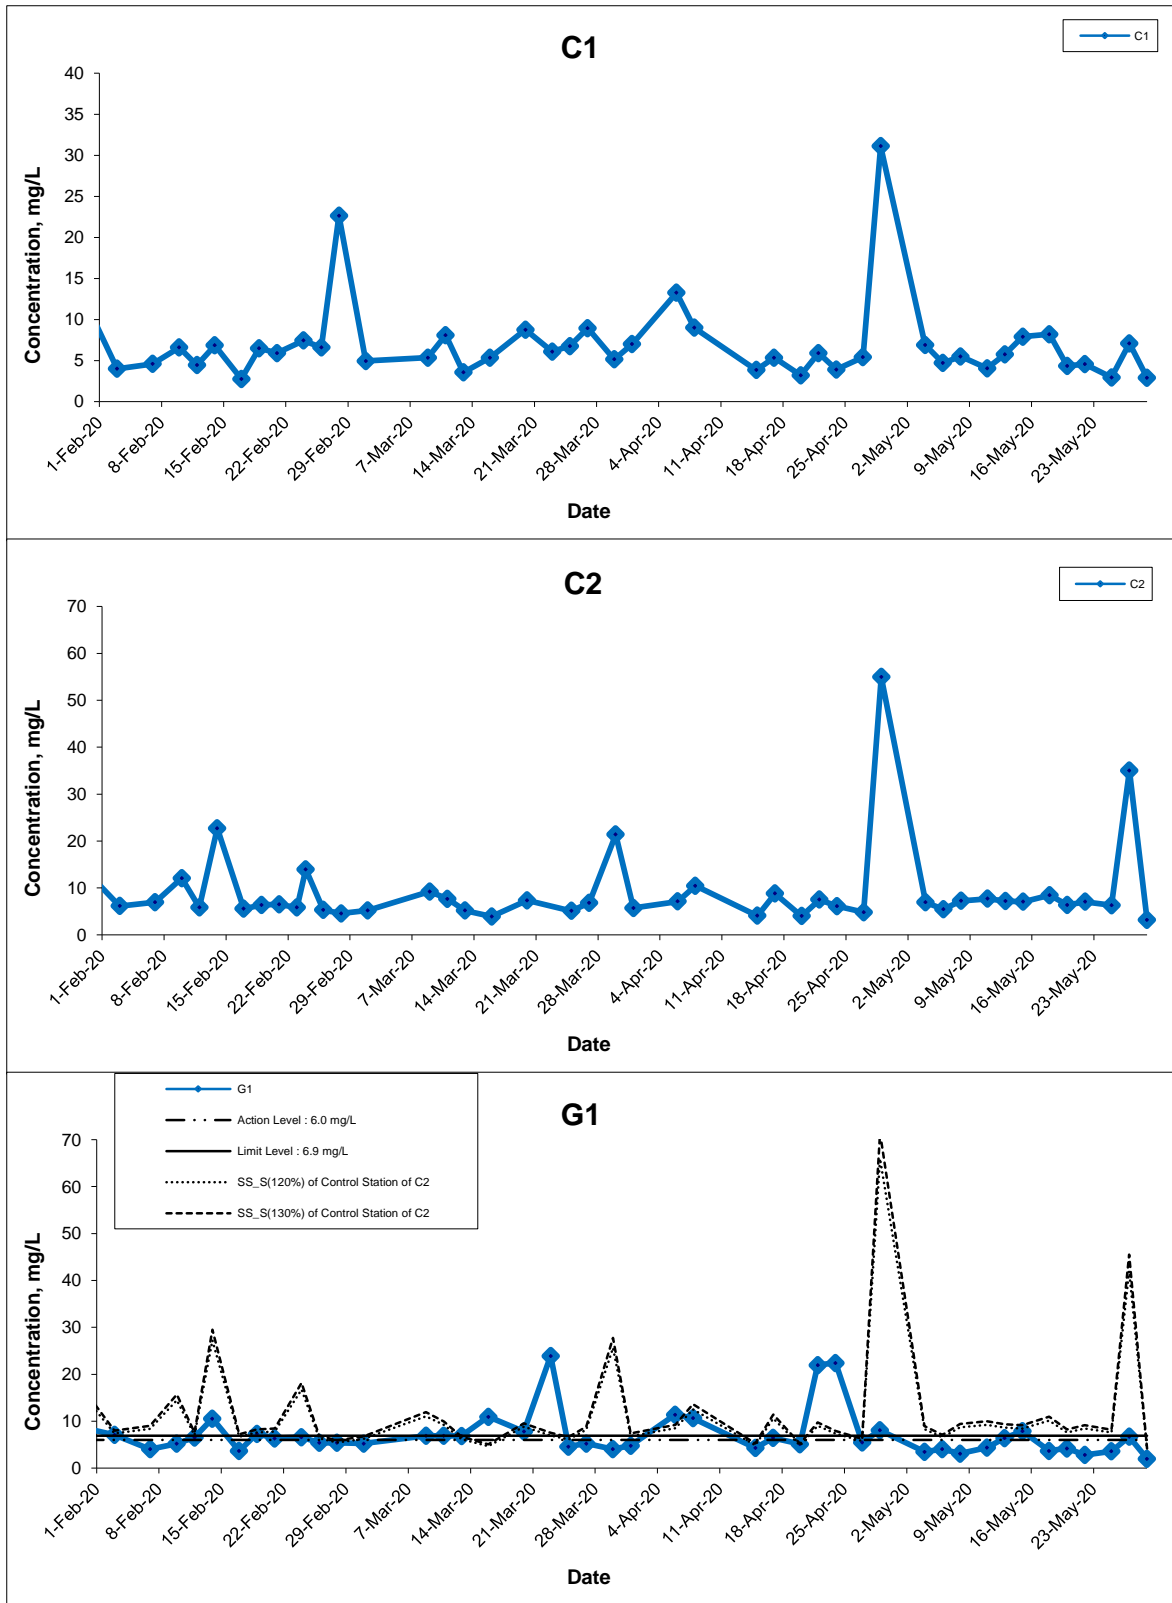 C1
C1
40
35
30
25
20
15
10
5
0
Concentration, mg/L
1-Feb-20
8-Feb-20
15-Feb-20
22-Feb-20
29-Feb-20
7-Mar-20
14-Mar-20
21-Mar-20
28-Mar-20
4-Apr-20
11-Apr-20
18-Apr-20
25-Apr-20
2-May-20
9-May-20
16-May-20
23-May-20
Date
C2
C2
70
60
50
40
30
20
10
0
Concentration, mg/L
1-Feb-20
8-Feb-20
15-Feb-20
22-Feb-20
29-Feb-20
7-Mar-20
14-Mar-20
21-Mar-20
28-Mar-20
4-Apr-20
11-Apr-20
18-Apr-20
25-Apr-20
2-May-20
9-May-20
16-May-20
23-May-20
Date
G1
Action Level : 6.0 mg/L
Limit Level : 6.9 mg/L
SS_S(120%) of Control Station of C2
SS_S(130%) of Control Station of C2
G1
70
60
50
40
30
20
10
0
Concentration, mg/L
1-Feb-20
8-Feb-20
15-Feb-20
22-Feb-20
29-Feb-20
7-Mar-20
14-Mar-20
21-Mar-20
28-Mar-20
4-Apr-20
11-Apr-20
18-Apr-20
25-Apr-20
2-May-20
9-May-20
16-May-20
23-May-20
Date